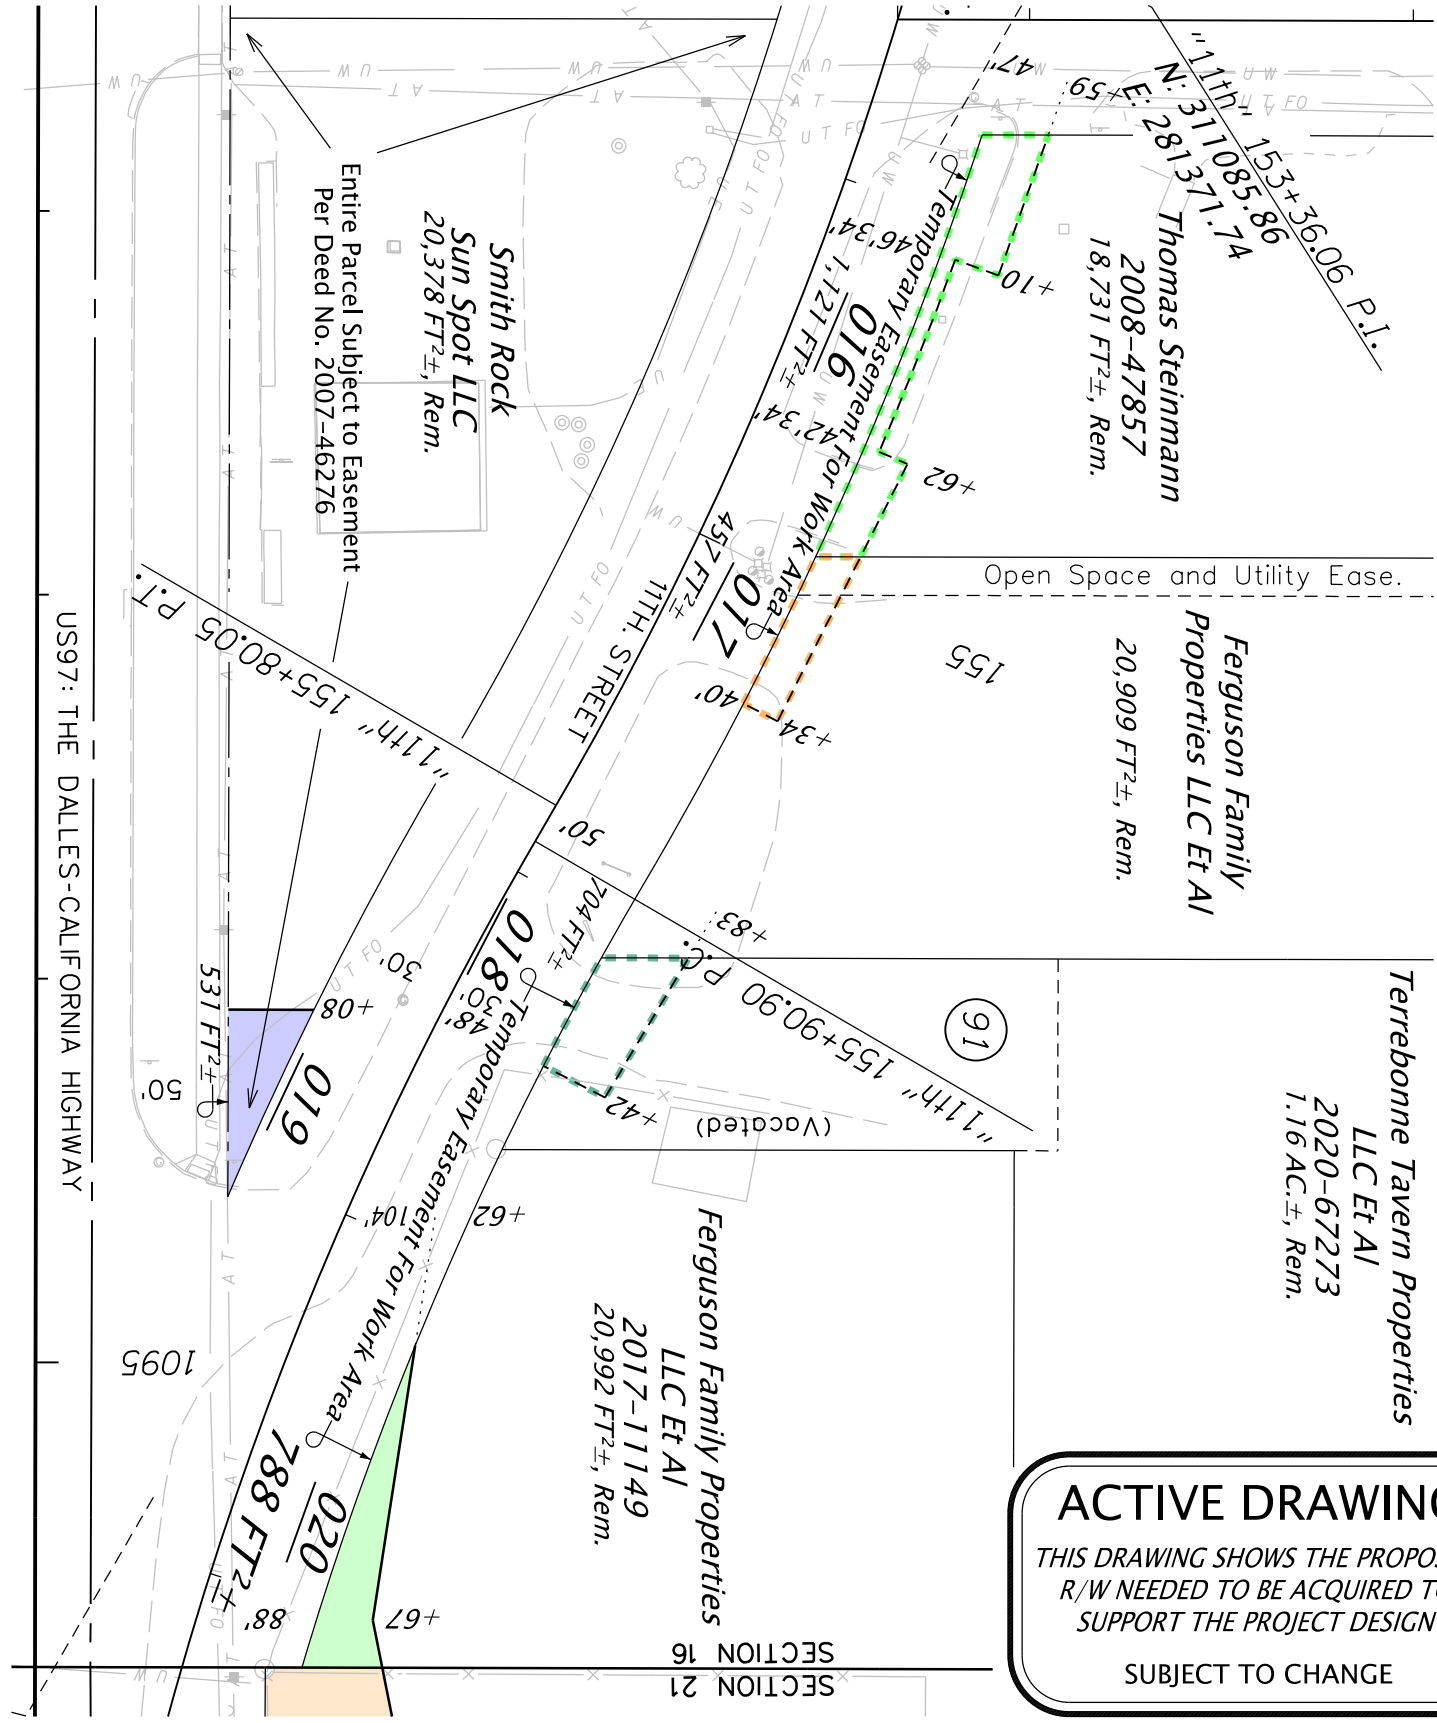 "11th" 153+36.06 P.I.
N: 311085.86
E: 281371.74
47'
+59
Thomas Steinmann
2008-47857
18,731 FT²±, Rem.
+10
46'34'
Temporary Easement For Work Area
016
1,121 FT²±
42'34'
+62
Smith Rock
Sun Spot LLC
20,378 FT²±, Rem.
Entire Parcel Subject to Easement
Per Deed No. 2007-46276
Open Space and Utility Ease.
017
457 FT²±
11TH. STREET
40'
+34
155
Ferguson Family
Properties LLC Et Al
20,909 FT²±, Rem.
"11th" 155+80.05 P.T.
US97: THE DALLES-CALIFORNIA HIGHWAY
50'
704 FT²±
018
+83
"11th" 155+90.90 P.C.
91
Terrebonne Tavern Properties
LLC Et Al
2020-67273
1.16 AC.±, Rem.
30'
30'
48'
+08
531 FT²±
019
50'
+42
(Vacated)
Temporary Easement For Work Area
104'
+62
1095
Ferguson Family Properties
LLC Et Al
2017-11149
20,992 FT²±, Rem.
020
788 FT²±
88'
+67
SECTION 16
SECTION 21
ACTIVE DRAWING
THIS DRAWING SHOWS THE PROPOS
R/W NEEDED TO BE ACQUIRED TO
SUPPORT THE PROJECT DESIGN
SUBJECT TO CHANGE